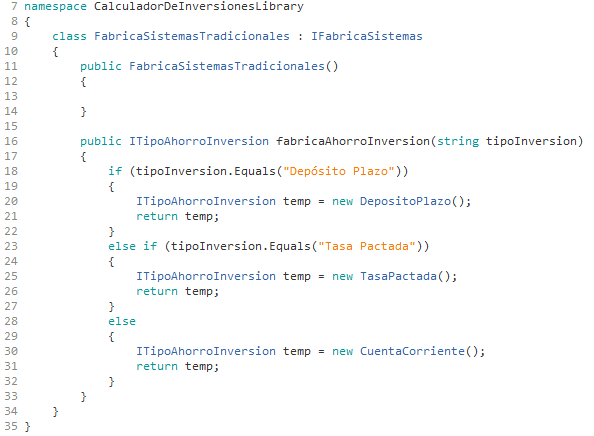 7 namespace CalculadorDeInversionesLibrary
8 {
9     class FabricaSistemasTradicionales : IFabricaSistemas
10     {
11         public FabricaSistemasTradicionales()
12         {
13
14         }
15
16         public ITipoAhorroInversion fabricaAhorroInversion(string tipoInversion)
17         {
18             if (tipoInversion.Equals("Depósito Plazo"))
19             {
20                 ITipoAhorroInversion temp = new DepositoPlazo();
21                 return temp;
22             }
23             else if (tipoInversion.Equals("Tasa Pactada"))
24             {
25                 ITipoAhorroInversion temp = new TasaPactada();
26                 return temp;
27             }
28             else
29             {
30                 ITipoAhorroInversion temp = new CuentaCorriente();
31                 return temp;
32             }
33         }
34     }
35 }